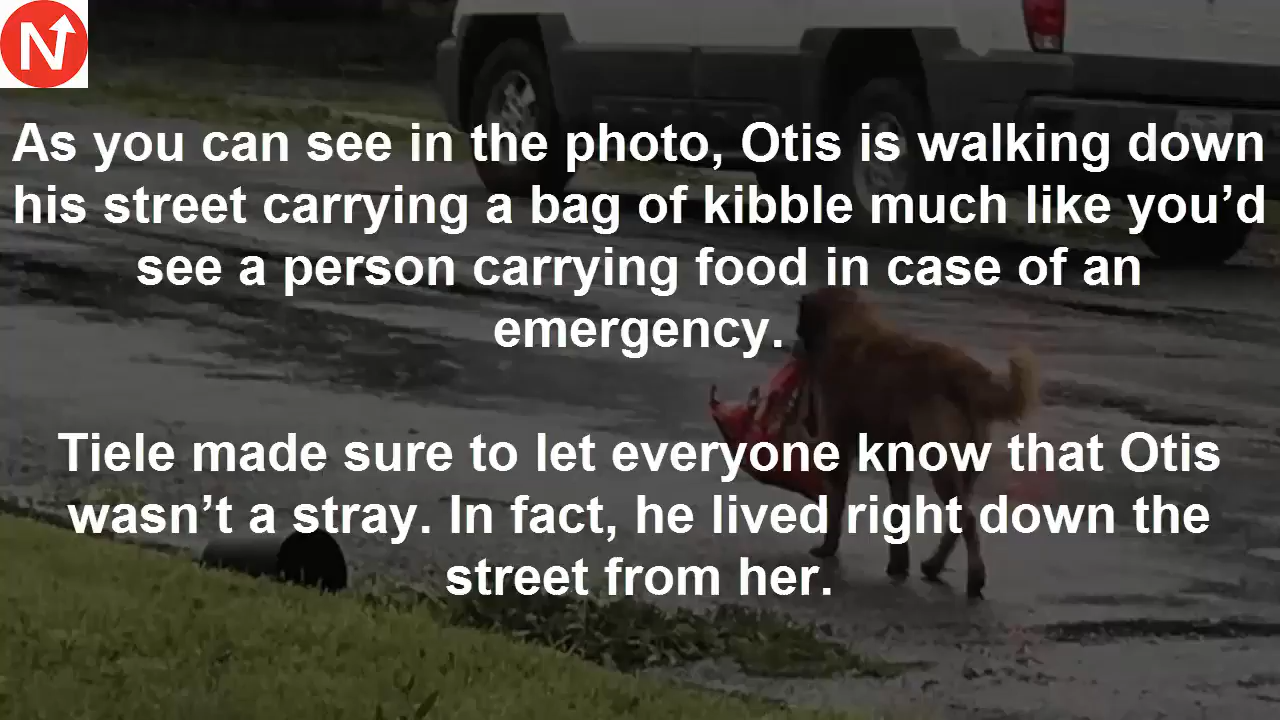 N
As you can see in the photo, Otis is walking down
his street carrying a bag of kibble much like you’d
see a person carrying food in case of an
emergency.
Tiele made sure to let everyone know that Otis
wasn’t a stray. In fact, he lived right down the
street from her.